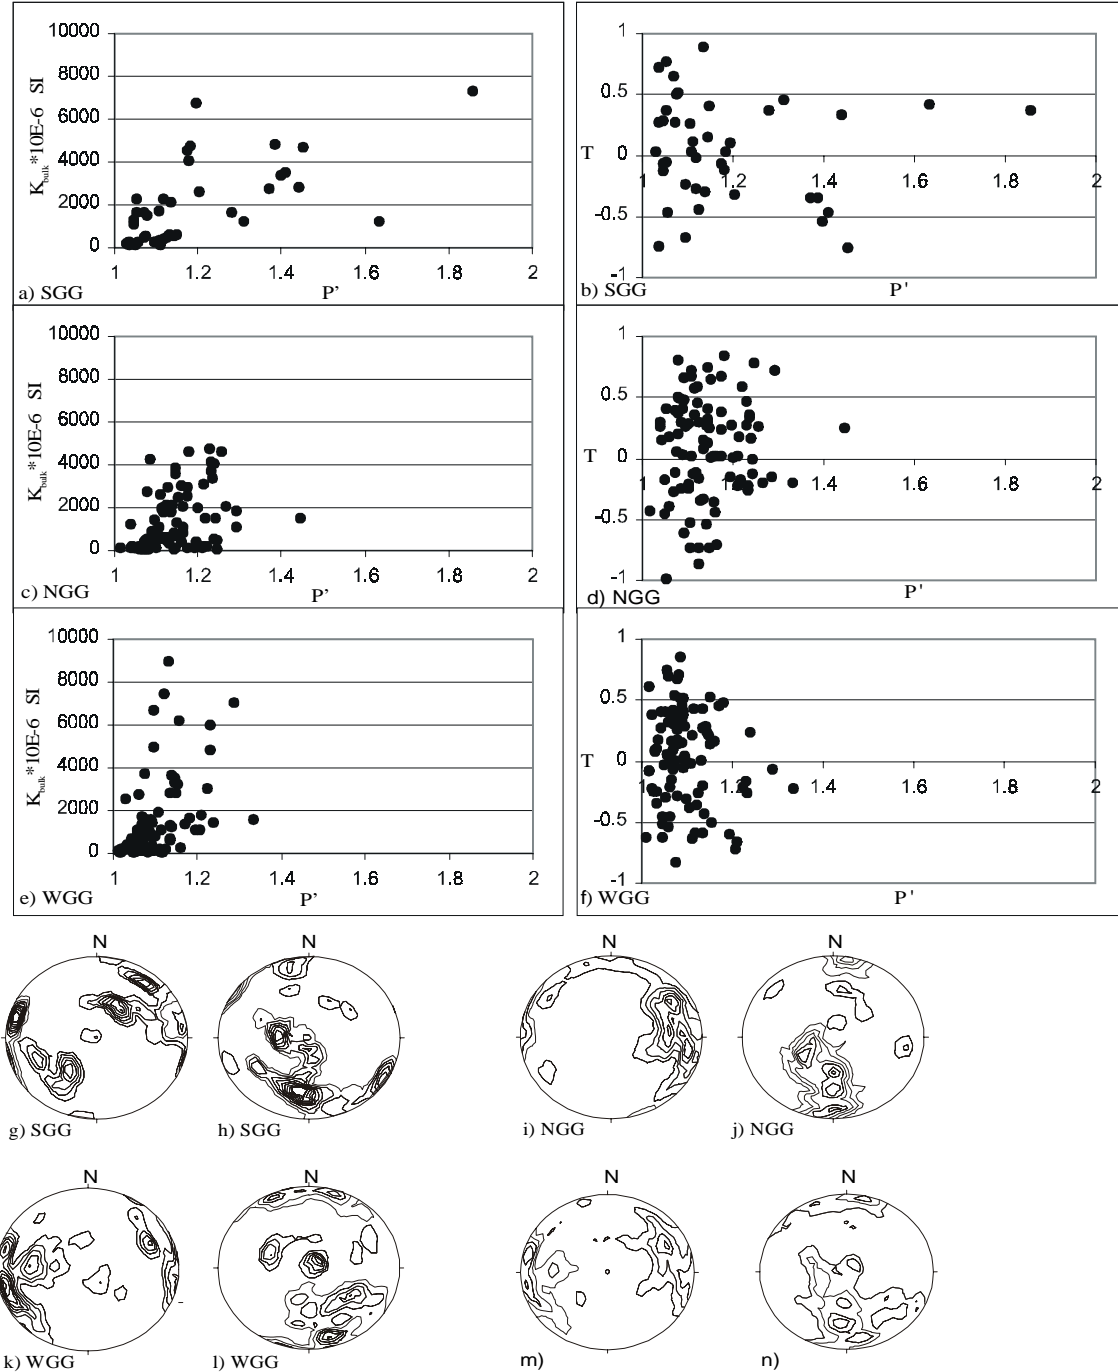 10000
8000
6000
4000
2000
0
K bulk *10E-6 SI
1 1.2 1.4 1.6 1.8 2
a) SGG P'
1
0.5
T 0
-0.5
-1
1.2 1.4 1.6 1.8 2
b) SGG P'
10000
8000
6000
4000
2000
0
K bulk *10E-6 SI
1 1.2 1.4 1.6 1.8 2
c) NGG P'
1
0.5
T 0
-0.5
-1
1.2 1.4 1.6 1.8 2
d) NGG P'
10000
8000
6000
4000
2000
0
K bulk *10E-6 SI
1 1.2 1.4 1.6 1.8 2
e) WGG P'
1
0.5
T 0
-0.5
-1
1.2 1.4 1.6 1.8 2
f) WGG P'
N N N N
g) SGG h) SGG i) NGG j) NGG
N N N N
k) WGG l) WGG m) n)